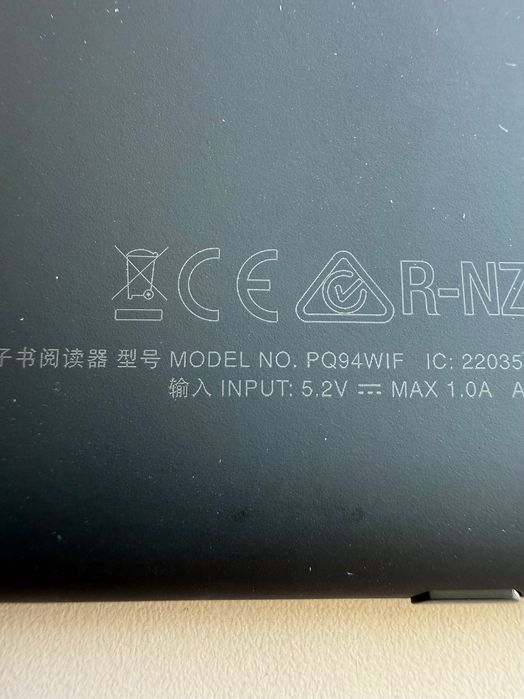 CE R-NZ
子书阅读器 型号 MODEL NO. PQ94WIF IC: 22035
输入 INPUT: 5.2V ⎓ MAX 1.0A A